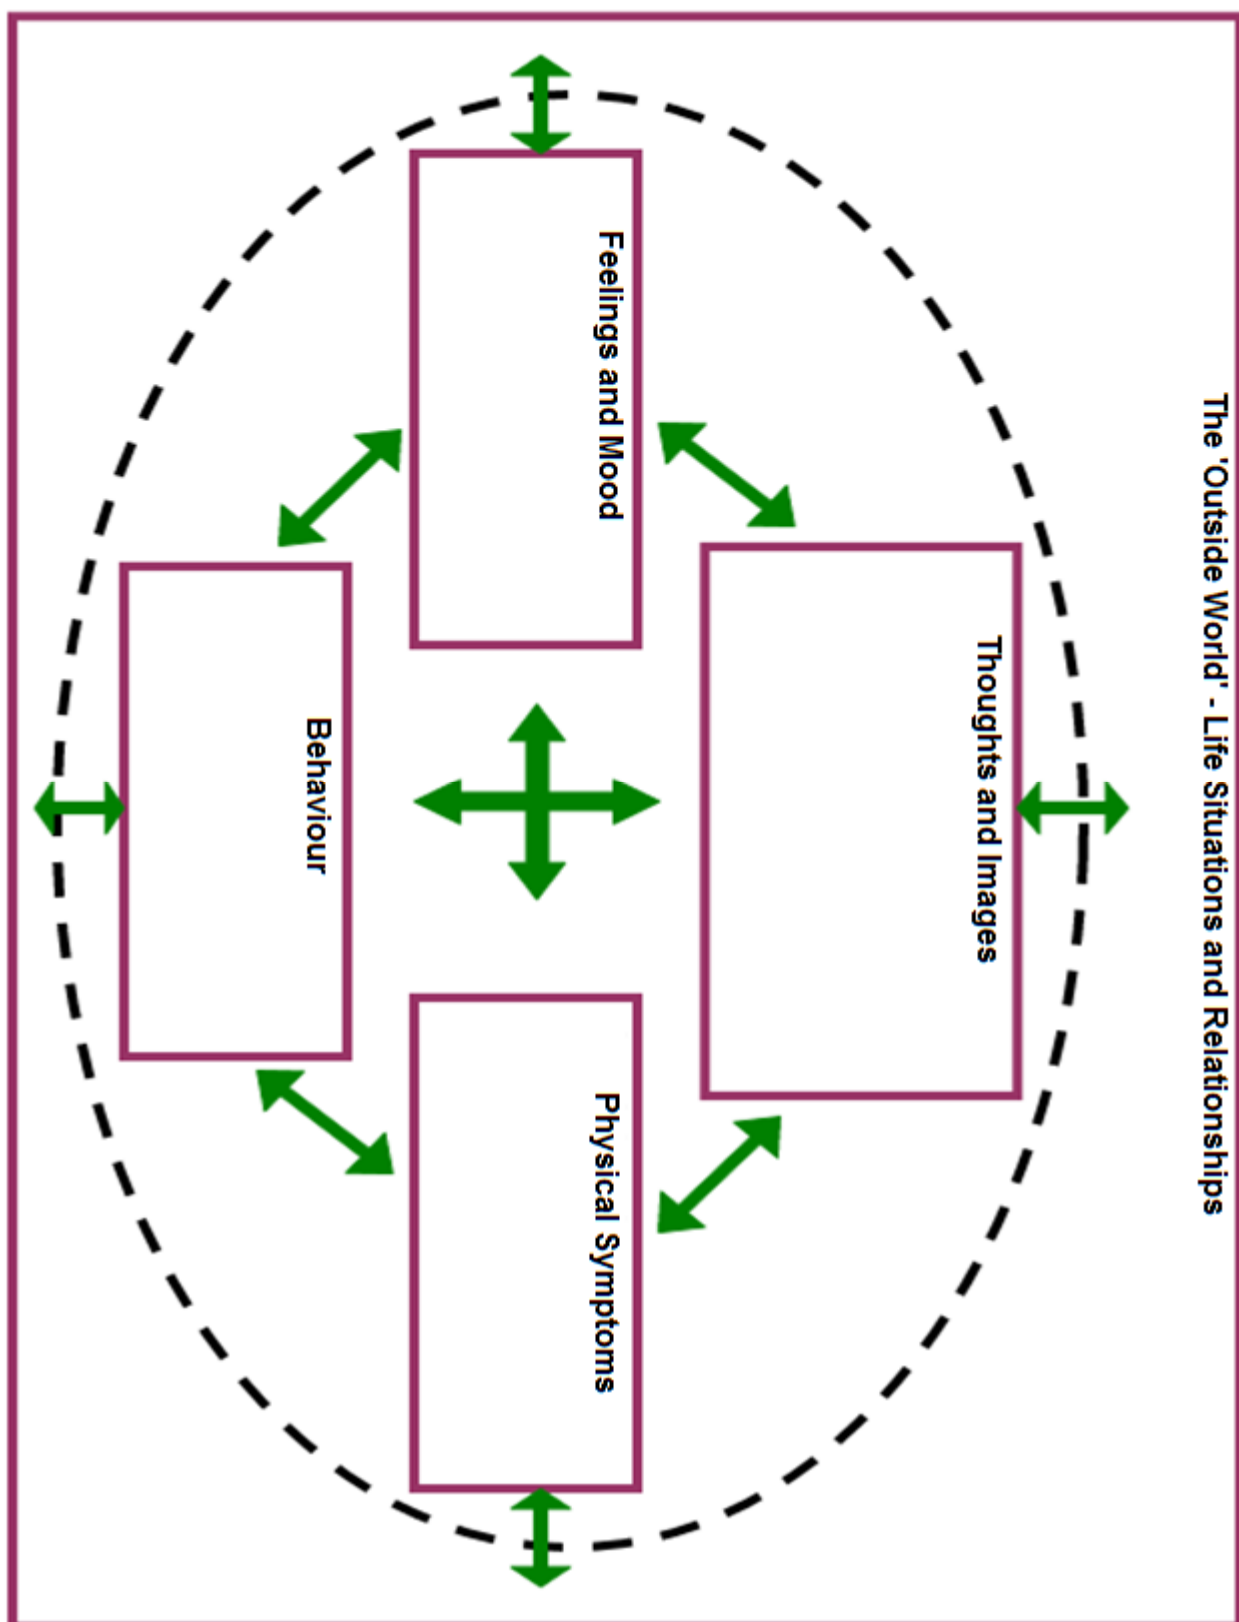 The 'Outside World' - Life Situations and Relationships
Thoughts and Images
Feelings and Mood
Physical Symptoms
Behaviour